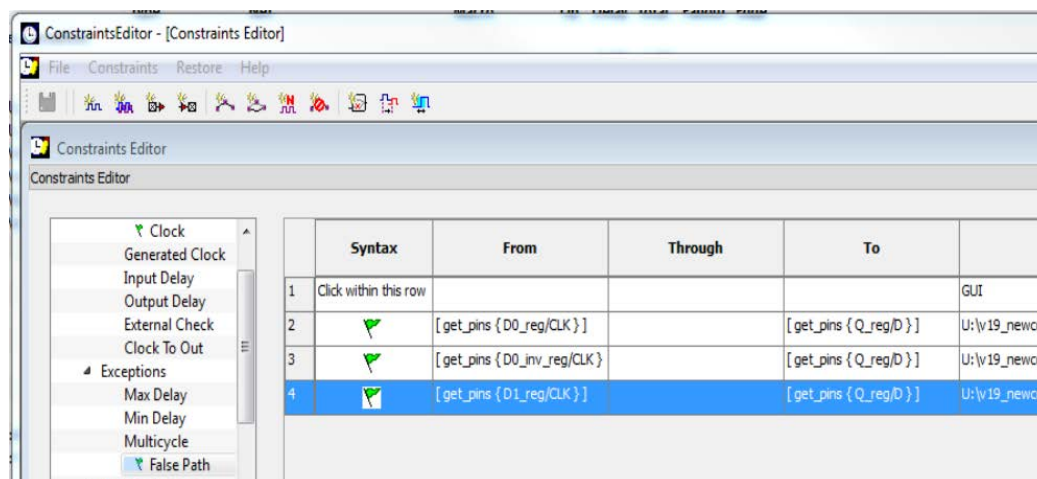 ConstraintsEditor - [Constraints Editor]
File Constraints Restore Help
Constraints Editor
Constraints Editor
Clock
Generated Clock
Input Delay
Output Delay
External Check
Clock To Out
Exceptions
Max Delay
Min Delay
Multicycle
False Path
Syntax From Through To
1 Click within this row GUI
2 [ get_pins { D0_reg/CLK } ] [ get_pins { Q_reg/D } ] U:\v19_newc
3 [ get_pins { D0_inv_reg/CLK } [ get_pins { Q_reg/D } ] U:\v19_newc
4 [ get_pins { D1_reg/CLK } ] [ get_pins { Q_reg/D } ] U:\v19_newc